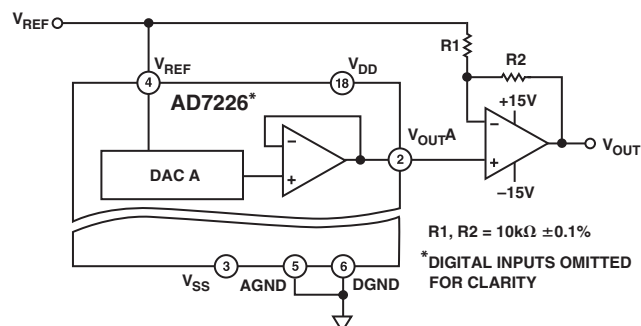 VREF
R1
R2
VREF
VDD
4
18
AD7226*
+15V
−
VOUTA
−
+
2
+
VOUT
DAC A
−15V
R1, R2 = 10kΩ ±0.1%
VSS
3
AGND
5
6
DGND
*DIGITAL INPUTS OMITTED
FOR CLARITY